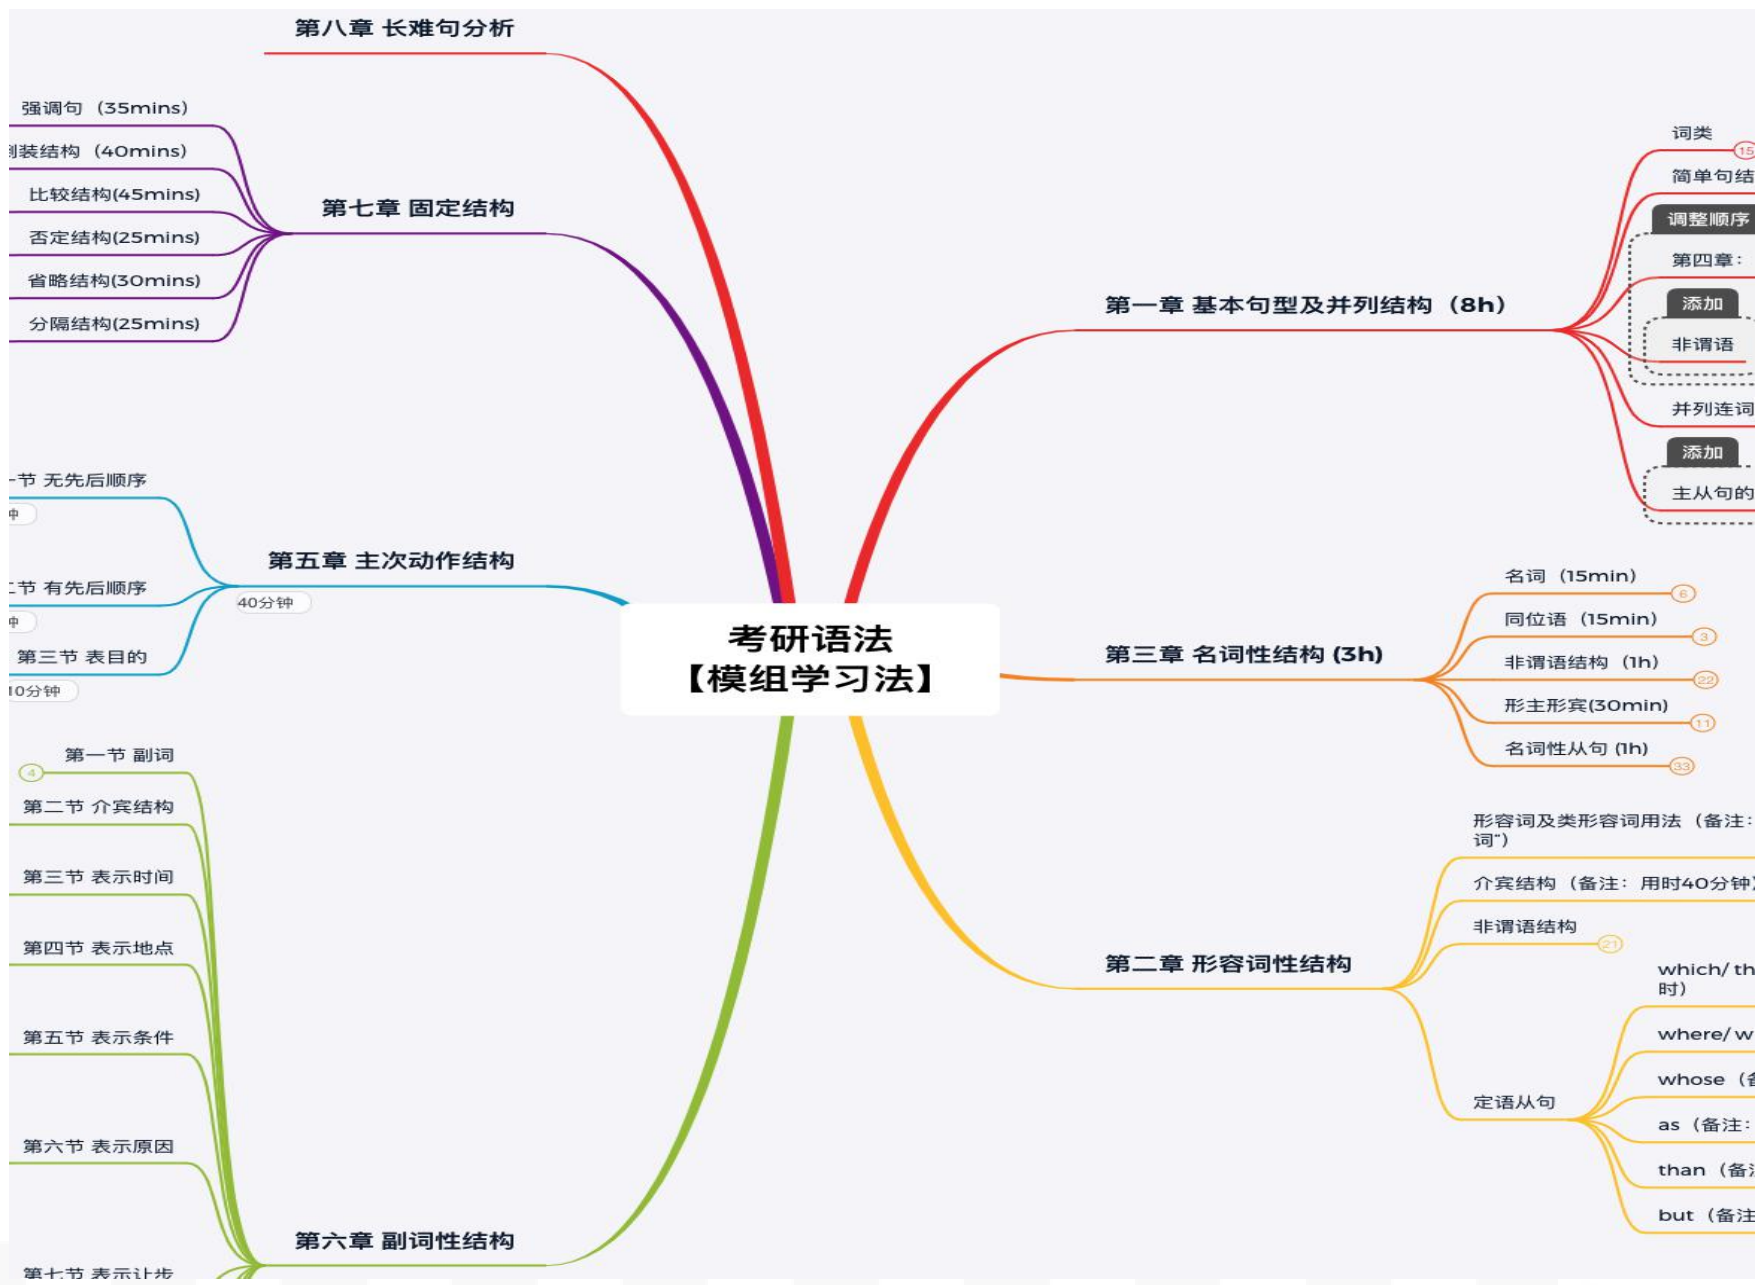 考研语法
【模组学习法】
第一章 基本句型及并列结构（8h）
词类
15
简单句结
调整顺序
第四章：
添加
非谓语
并列连词
添加
主从句的
第三章 名词性结构 (3h)
名词（15min）
6
同位语（15min）
3
非谓语结构（1h）
22
形主形宾(30min)
11
名词性从句 (1h)
33
第二章 形容词性结构
形容词及类形容词用法（备注：
词"）
介宾结构（备注：用时40分钟）
非谓语结构
21
定语从句
which/ th
时）
where/ w
whose（备
as（备注：
than（备注
but（备注
第八章 长难句分析
第七章 固定结构
强调句（35mins）
倒装结构（40mins）
比较结构(45mins)
否定结构(25mins)
省略结构(30mins)
分隔结构(25mins)
第五章 主次动作结构
40分钟
节 无先后顺序
钟
节 有先后顺序
钟
第三节 表目的
10分钟
第六章 副词性结构
第一节 副词
4
第二节 介宾结构
第三节 表示时间
第四节 表示地点
第五节 表示条件
第六节 表示原因
第七节 表示让步